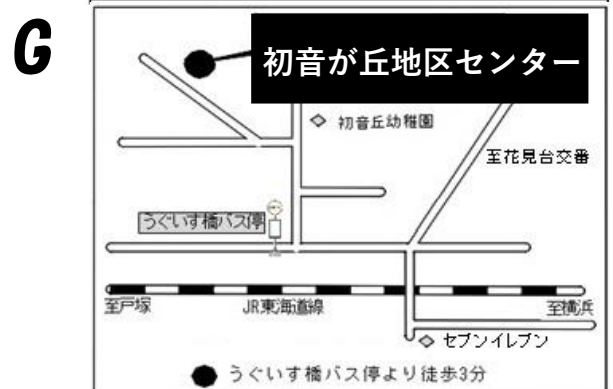 G
初音が丘地区センター
初音丘幼稚園
至花見台交番
うぐいす橋バス停
至戸塚
JR東海道線
至横浜
セブンイレブン
うぐいす橋バス停より徒歩3分